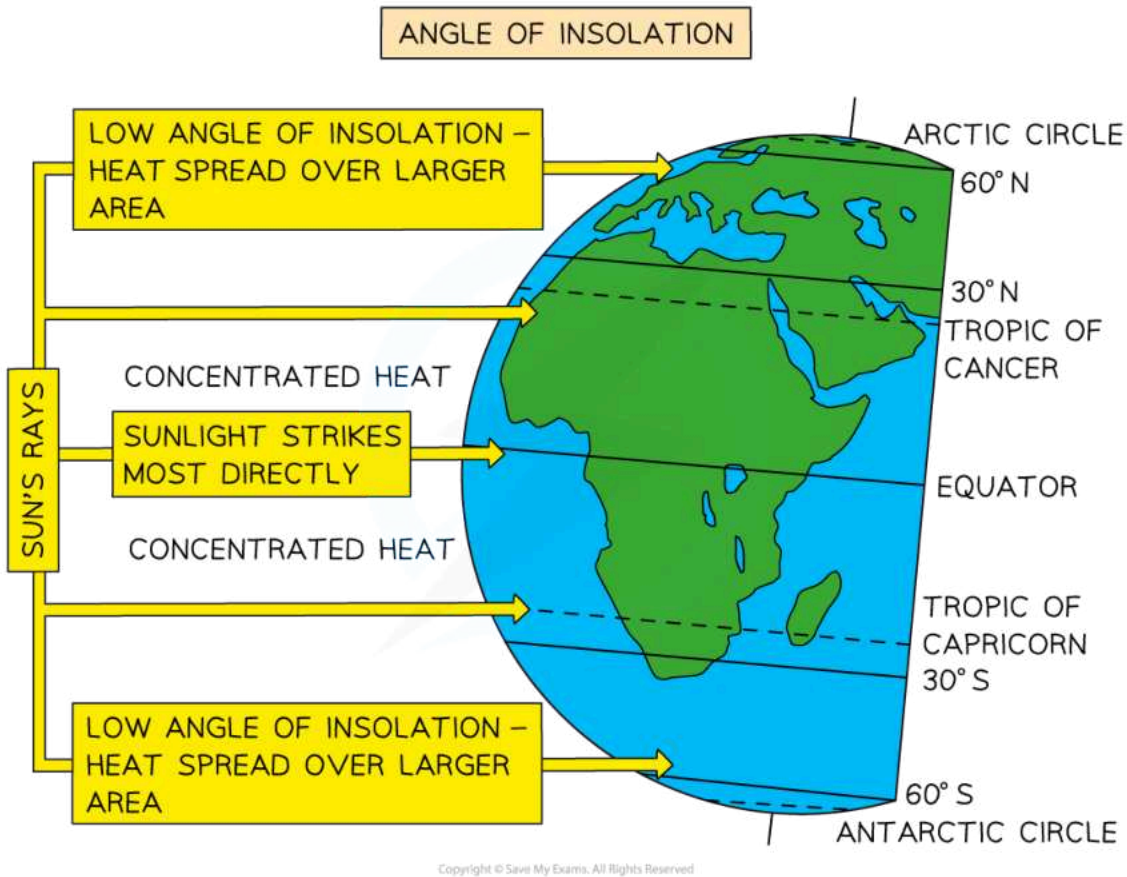 ANGLE OF INSOLATION
LOW ANGLE OF INSOLATION –
HEAT SPREAD OVER LARGER
AREA
ARCTIC CIRCLE
60° N
30° N
TROPIC OF
CANCER
CONCENTRATED HEAT
SUN'S RAYS
SUNLIGHT STRIKES
MOST DIRECTLY
EQUATOR
CONCENTRATED HEAT
TROPIC OF
CAPRICORN
30° S
LOW ANGLE OF INSOLATION –
HEAT SPREAD OVER LARGER
AREA
60° S
ANTARCTIC CIRCLE
Copyright © Save My Exams. All Rights Reserved